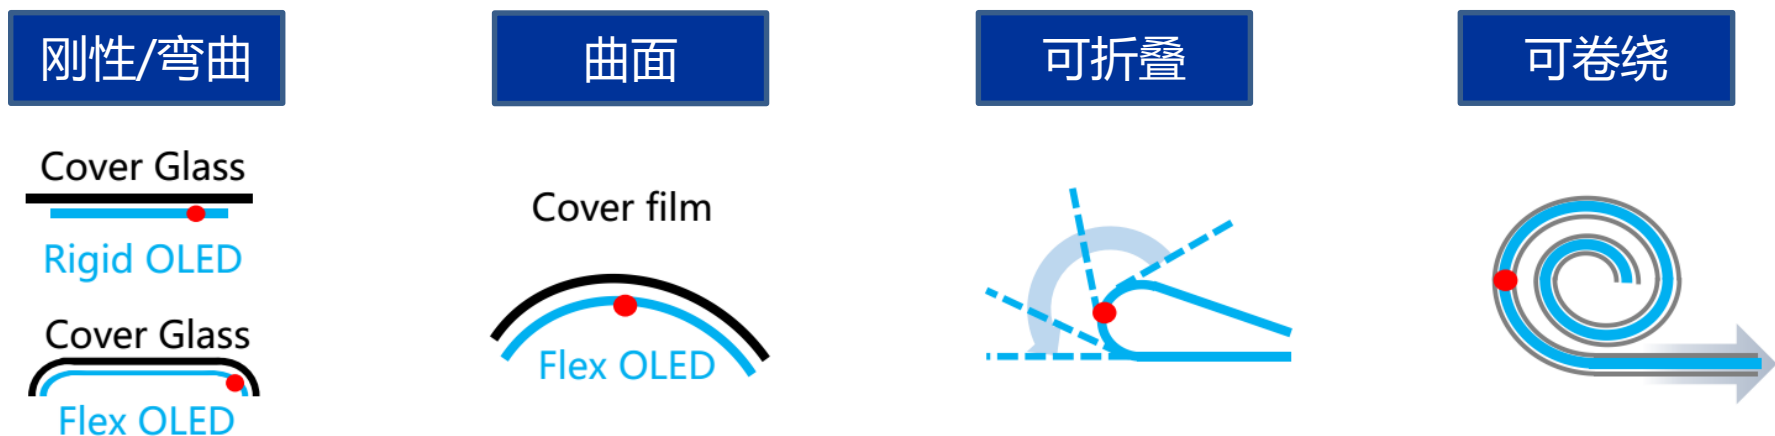 刚性/弯曲
曲面
可折叠
可卷绕
Cover Glass
Rigid OLED
Cover Glass
Flex OLED
Cover film
Flex OLED